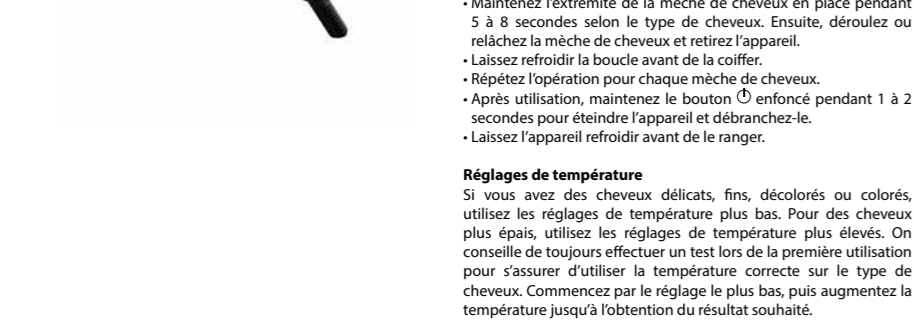 • Maintenez l'extrémité de la mèche de cheveux en place pendant
5 à 8 secondes selon le type de cheveux. Ensuite, déroulez ou
relâchez la mèche de cheveux et retirez l'appareil.
• Laissez refroidir la boucle avant de la coiffer.
• Répétez l'opération pour chaque mèche de cheveux.
• Après utilisation, maintenez le bouton enfoncé pendant 1 à 2
secondes pour éteindre l'appareil et débranchez-le.
• Laissez l'appareil refroidir avant de le ranger.
Réglages de température
Si vous avez des cheveux délicats, fins, décolorés ou colorés,
utilisez les réglages de température plus bas. Pour des cheveux
plus épais, utilisez les réglages de température plus élevés. On
conseille de toujours effectuer un test lors de la première utilisation
pour s'assurer d'utiliser la température correcte sur le type de
cheveux. Commencez par le réglage le plus bas, puis augmentez la
température jusqu'à l'obtention du résultat souhaité.